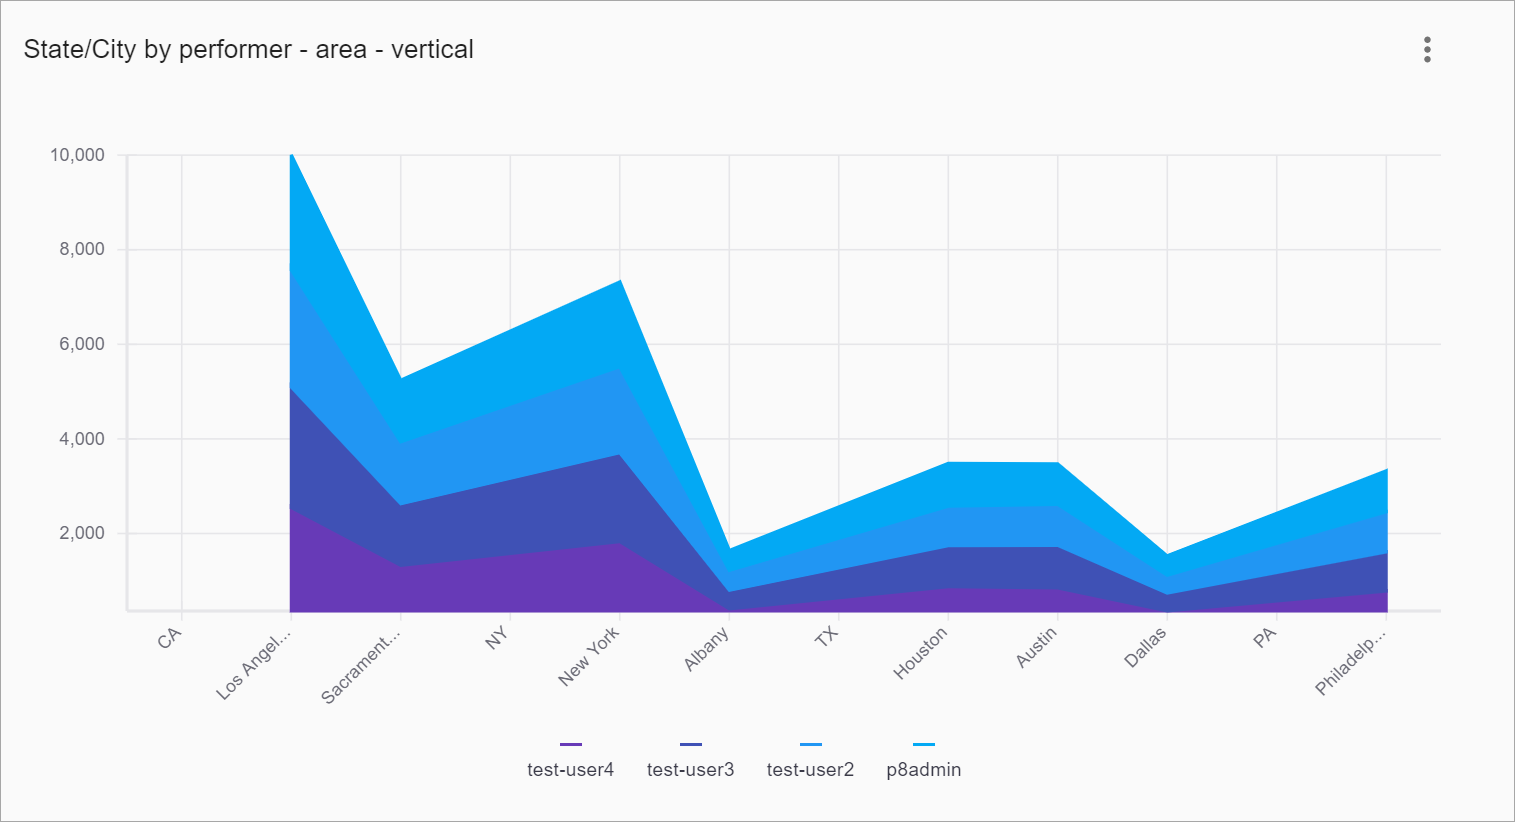 State/City by performer - area - vertical
10,000
8,000
6,000
4,000
2,000
CA
Los Angel...
Sacrament...
NY
New York
Albany
TX
Houston
Austin
Dallas
PA
Philadelp...
test-user4
test-user3
test-user2
p8admin